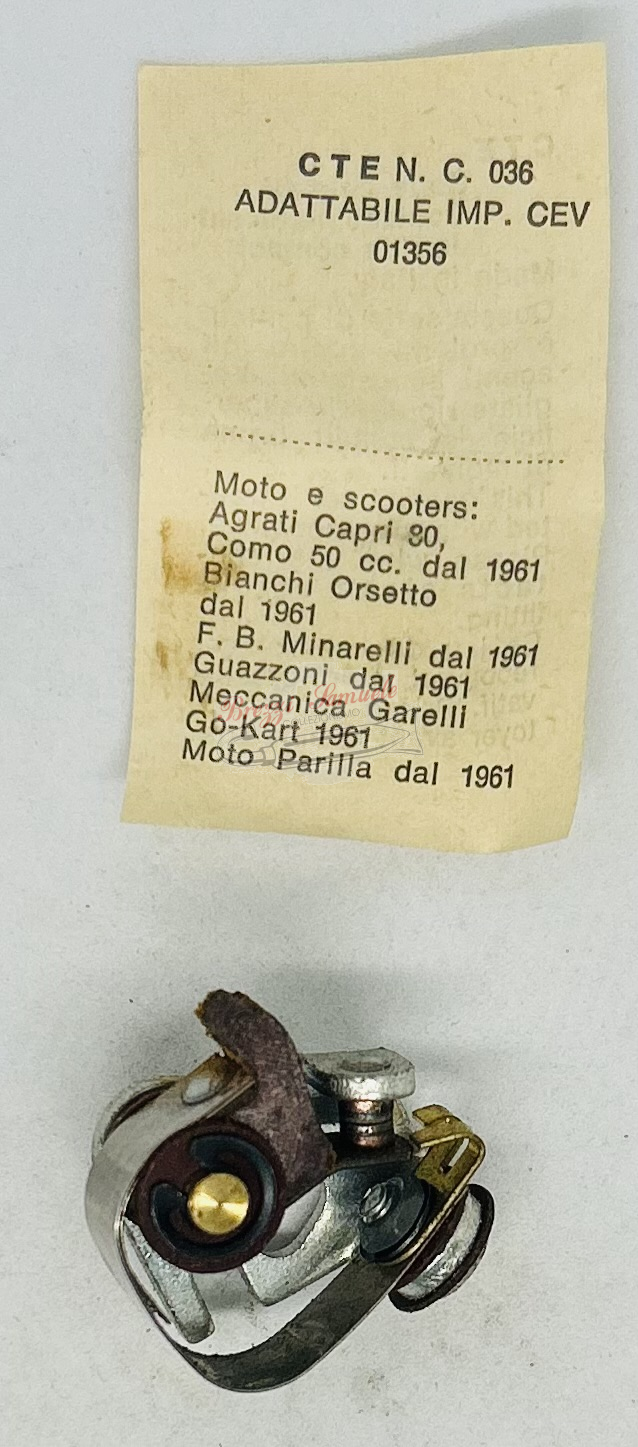 CTE N. C. 036
ADATTABILE IMP. CEV
01356
Moto e scooters:
Agrati Capri 80,
Como 50 cc. dal 1961
Bianchi Orsetto
dal 1961
F. B. Minarelli dal 1961
Guazzoni dal 1961
Meccanica Garelli
Go-Kart 1961
Moto Parilla dal 1961